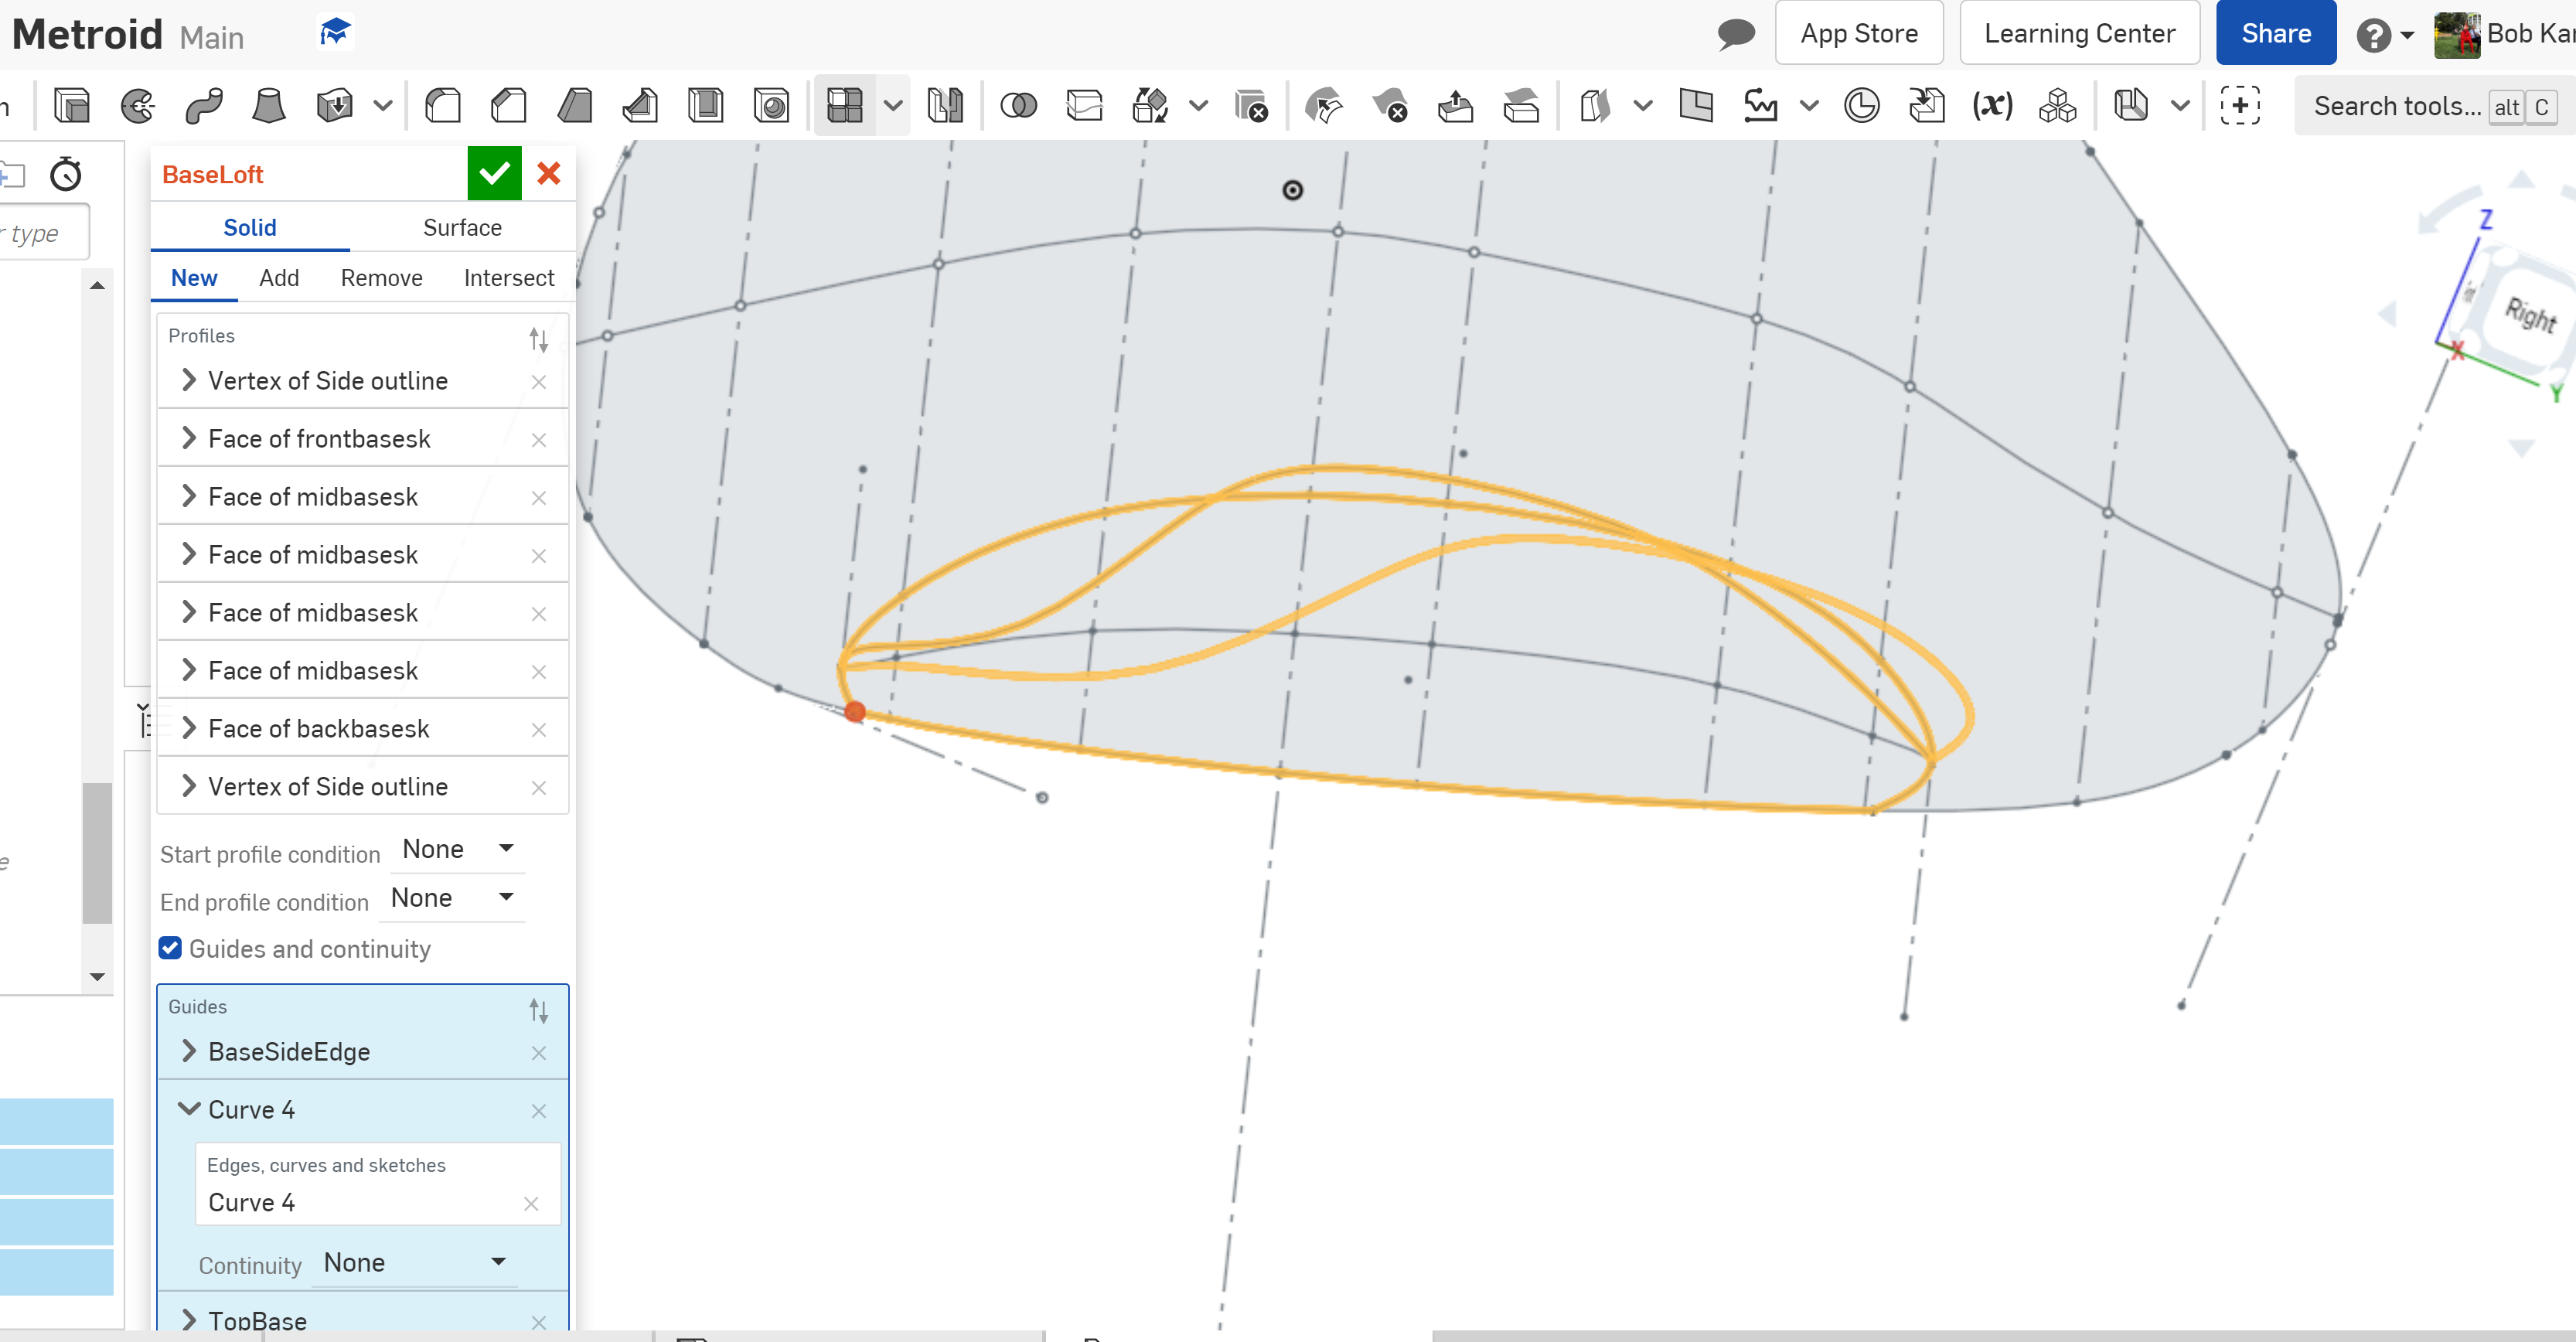 Metroid Main
App Store
Learning Center
Share
Bob Kar
Search tools... alt C
r type
BaseLoft
Solid
Surface
New
Add
Remove
Intersect
Profiles
Vertex of Side outline
Face of frontbasesk
Face of midbasesk
Face of midbasesk
Face of midbasesk
Face of midbasesk
Face of backbasesk
Vertex of Side outline
Start profile condition None
End profile condition None
Guides and continuity
Guides
BaseSideEdge
Curve 4
Edges, curves and sketches
Curve 4
Continuity None
TopBase
(x)
Z
Right
X
Y